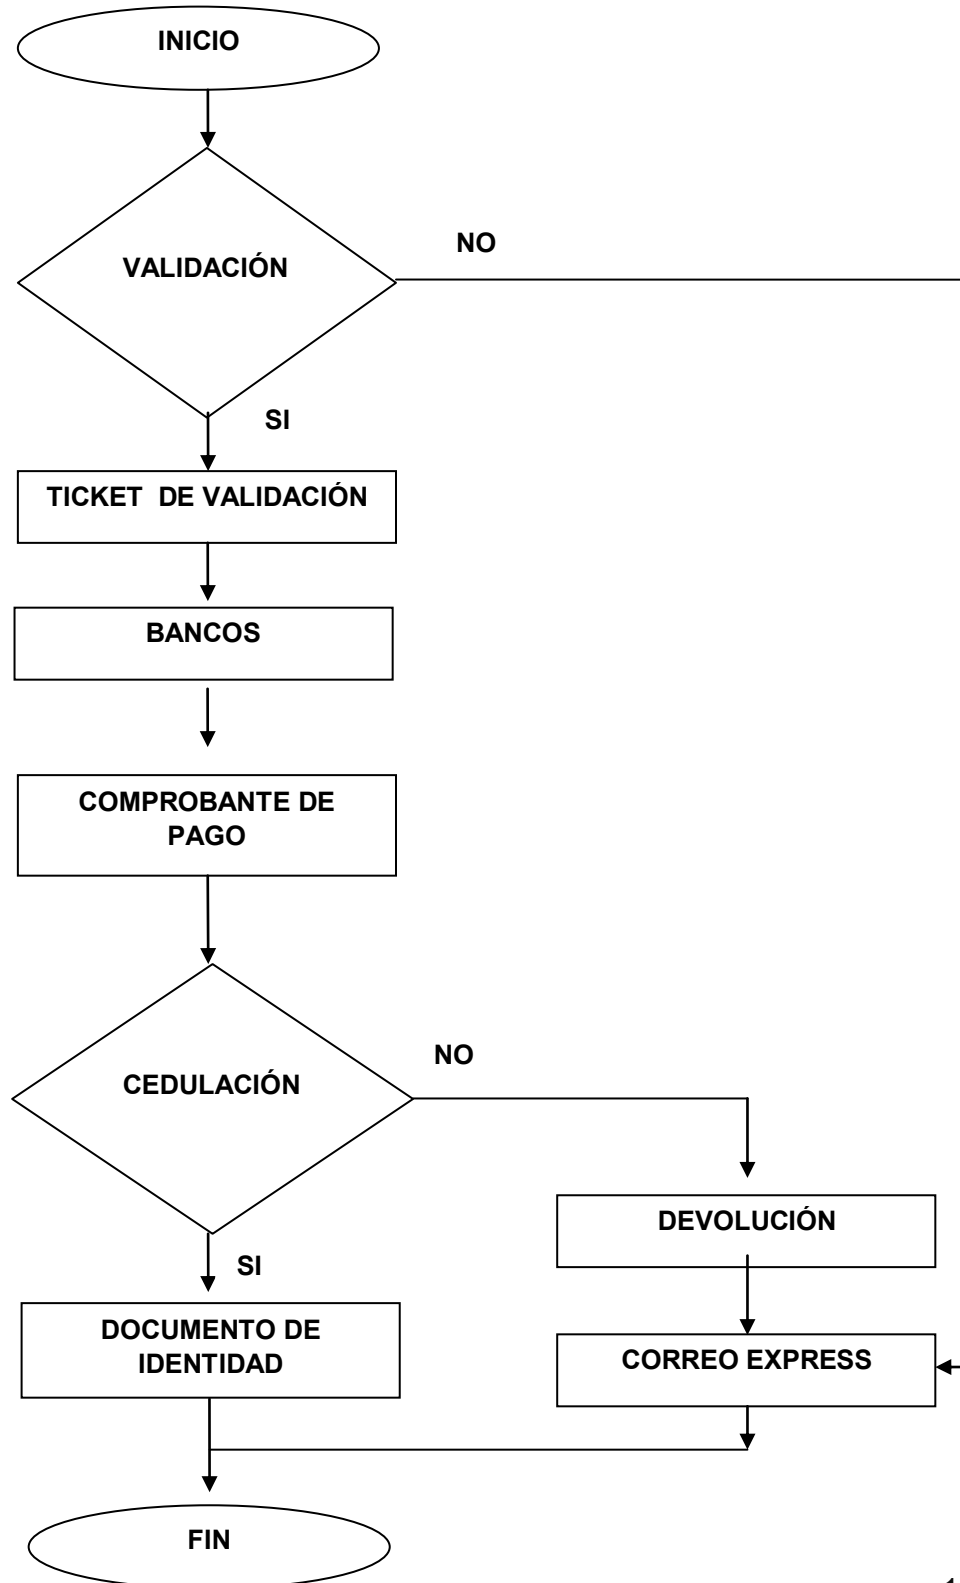 INICIO
NO
VALIDACIÓN
SI
TICKET DE VALIDACIÓN
BANCOS
COMPROBANTE DE
PAGO
NO
CEDULACIÓN
DEVOLUCIÓN
SI
DOCUMENTO DE
IDENTIDAD
CORREO EXPRESS
FIN